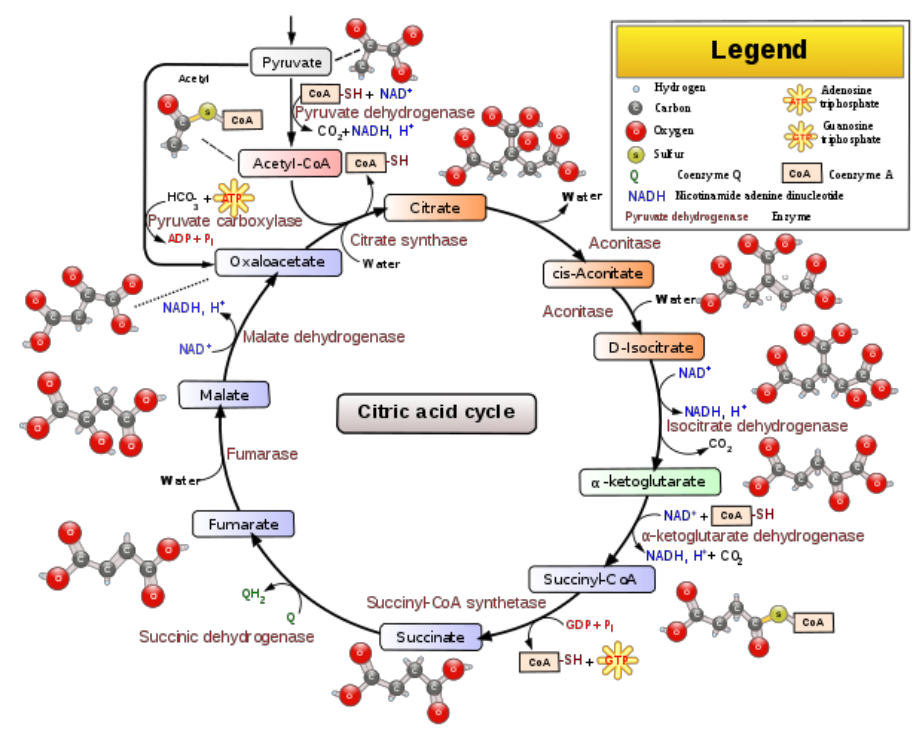 Legend
Hydrogen
Carbon
Oxygen
S
Sulfur
Q
Coenzyme Q
ATP
Adenosine
triphosphate
GTP
Guanosine
triphosphate
CoA
Coenzyme A
NADH
Nicotinamide adenine dinucleotide
Pyruvate dehydrogenase
Enzyme
Pyruvate
Acetyl
S
CoA
CoA-SH + NAD⁺
Pyruvate dehydrogenase
CO₂+NADH, H⁺
Acetyl-CoA
CoA-SH
HCO₃⁻ + ATP
Pyruvate carboxylase
ADP + Pᵢ
Citrate
Water
Citrate synthase
Water
Oxaloacetate
Aconitase
cis-Aconitate
Aconitase
Water
NADH, H⁺
Malate dehydrogenase
NAD⁺
D-Isocitrate
NAD⁺
NADH, H⁺
Isocitrate dehydrogenase
CO₂
Malate
Citric acid cycle
Fumarase
Water
α-ketoglutarate
NAD⁺ + CoA-SH
α-ketoglutarate dehydrogenase
NADH, H⁺ + CO₂
Fumarate
Succinyl-CoA
QH₂
Q
Succinic dehydrogenase
Succinyl-CoA synthetase
GDP + Pᵢ
Succinate
CoA-SH + GTP
S
CoA